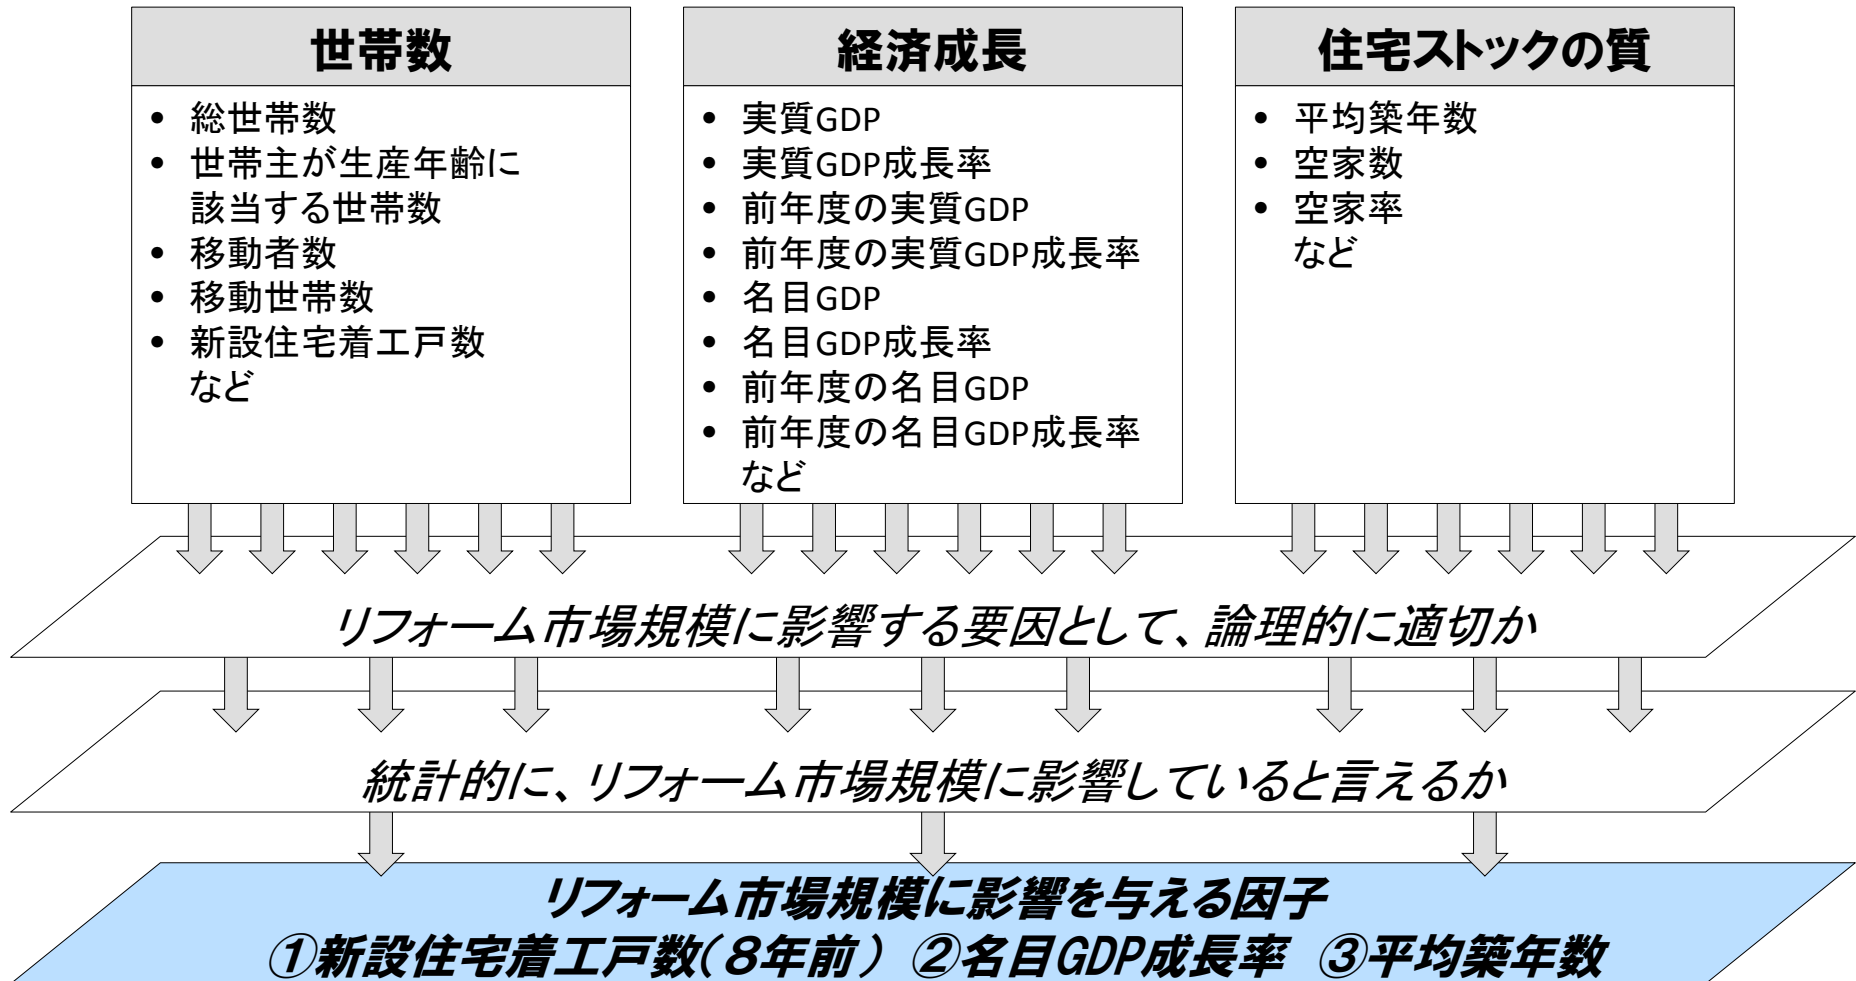 世帯数
• 総世帯数
• 世帯主が生産年齢に
該当する世帯数
• 移動者数
• 移動世帯数
• 新設住宅着工戸数
など
経済成長
• 実質GDP
• 実質GDP成長率
• 前年度の実質GDP
• 前年度の実質GDP成長率
• 名目GDP
• 名目GDP成長率
• 前年度の名目GDP
• 前年度の名目GDP成長率
など
住宅ストックの質
• 平均築年数
• 空家数
• 空家率
など
リフォーム市場規模に影響する要因として、論理的に適切か
統計的に、リフォーム市場規模に影響していると言えるか
リフォーム市場規模に影響を与える因子
①新設住宅着工戸数(8年前) ②名目GDP成長率 ③平均築年数